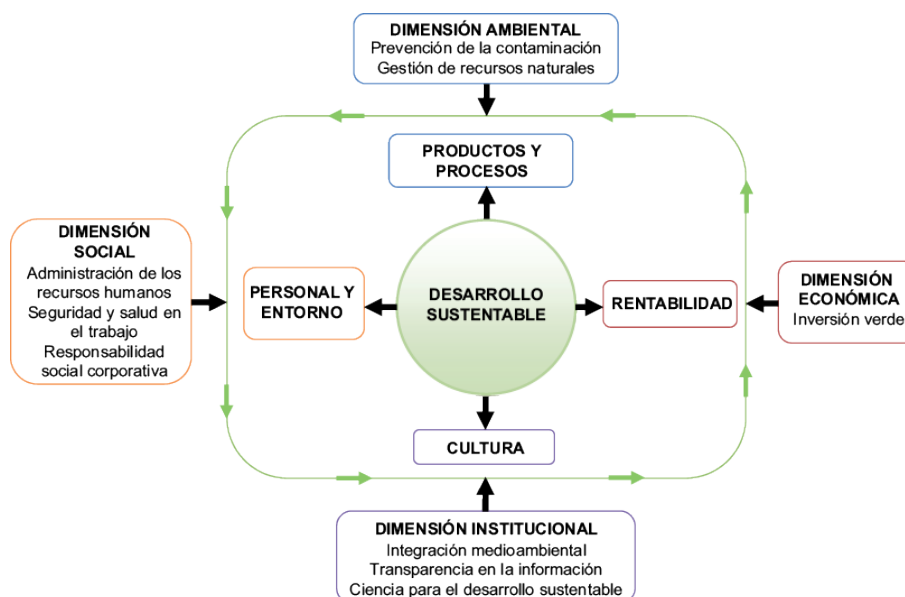 DIMENSIÓN AMBIENTAL
Prevención de la contaminación
Gestión de recursos naturales
PRODUCTOS Y
PROCESOS
DIMENSIÓN
SOCIAL
Administración de los
recursos humanos
Seguridad y salud en
el trabajo
Responsabilidad
social corporativa
PERSONAL Y
ENTORNO
DESARROLLO
SUSTENTABLE
RENTABILIDAD
DIMENSIÓN
ECONÓMICA
Inversión verde
CULTURA
DIMENSIÓN INSTITUCIONAL
Integración medioambiental
Transparencia en la información
Ciencia para el desarrollo sustentable